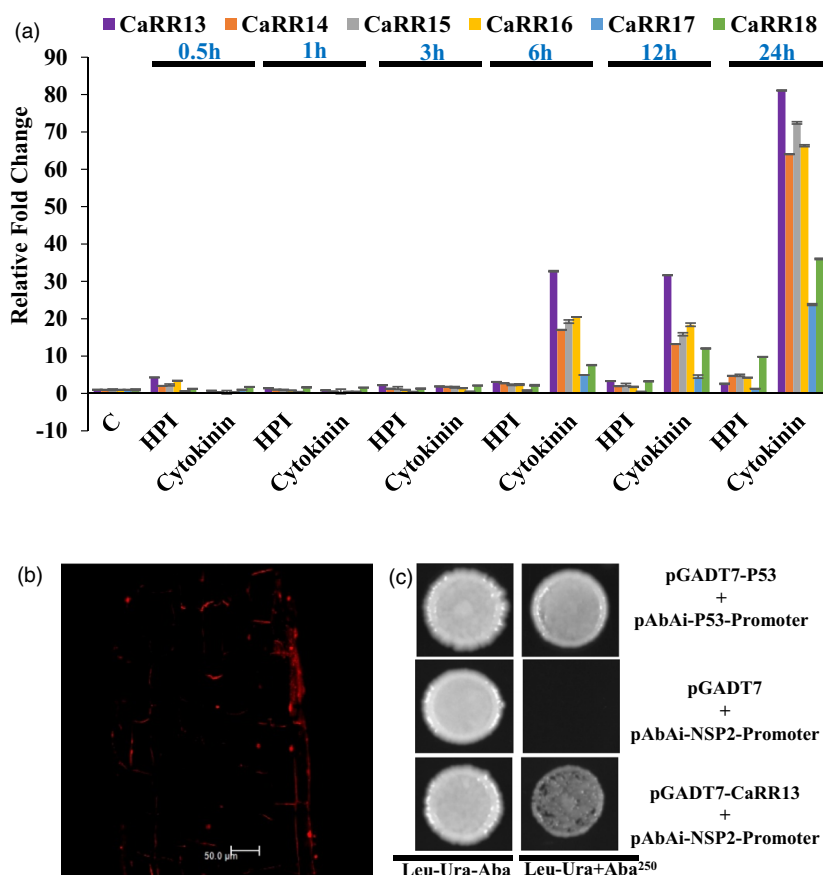 (a)
CaRR13 CaRR14 CaRR15 CaRR16 CaRR17 CaRR18
0.5h 1h 3h 6h 12h 24h
90
80
70
60
50
40
30
20
10
0
-10
Relative Fold Change
C HPI Cytokinin HPI Cytokinin HPI Cytokinin HPI Cytokinin HPI Cytokinin HPI Cytokinin
(b)
50.0 µm
(c)
pGADT7-P53
+
pAbAi-P53-Promoter
pGADT7
+
pAbAi-NSP2-Promoter
pGADT7-CaRR13
+
pAbAi-NSP2-Promoter
Leu-Ura-Aba Leu-Ura+Aba²⁵⁰